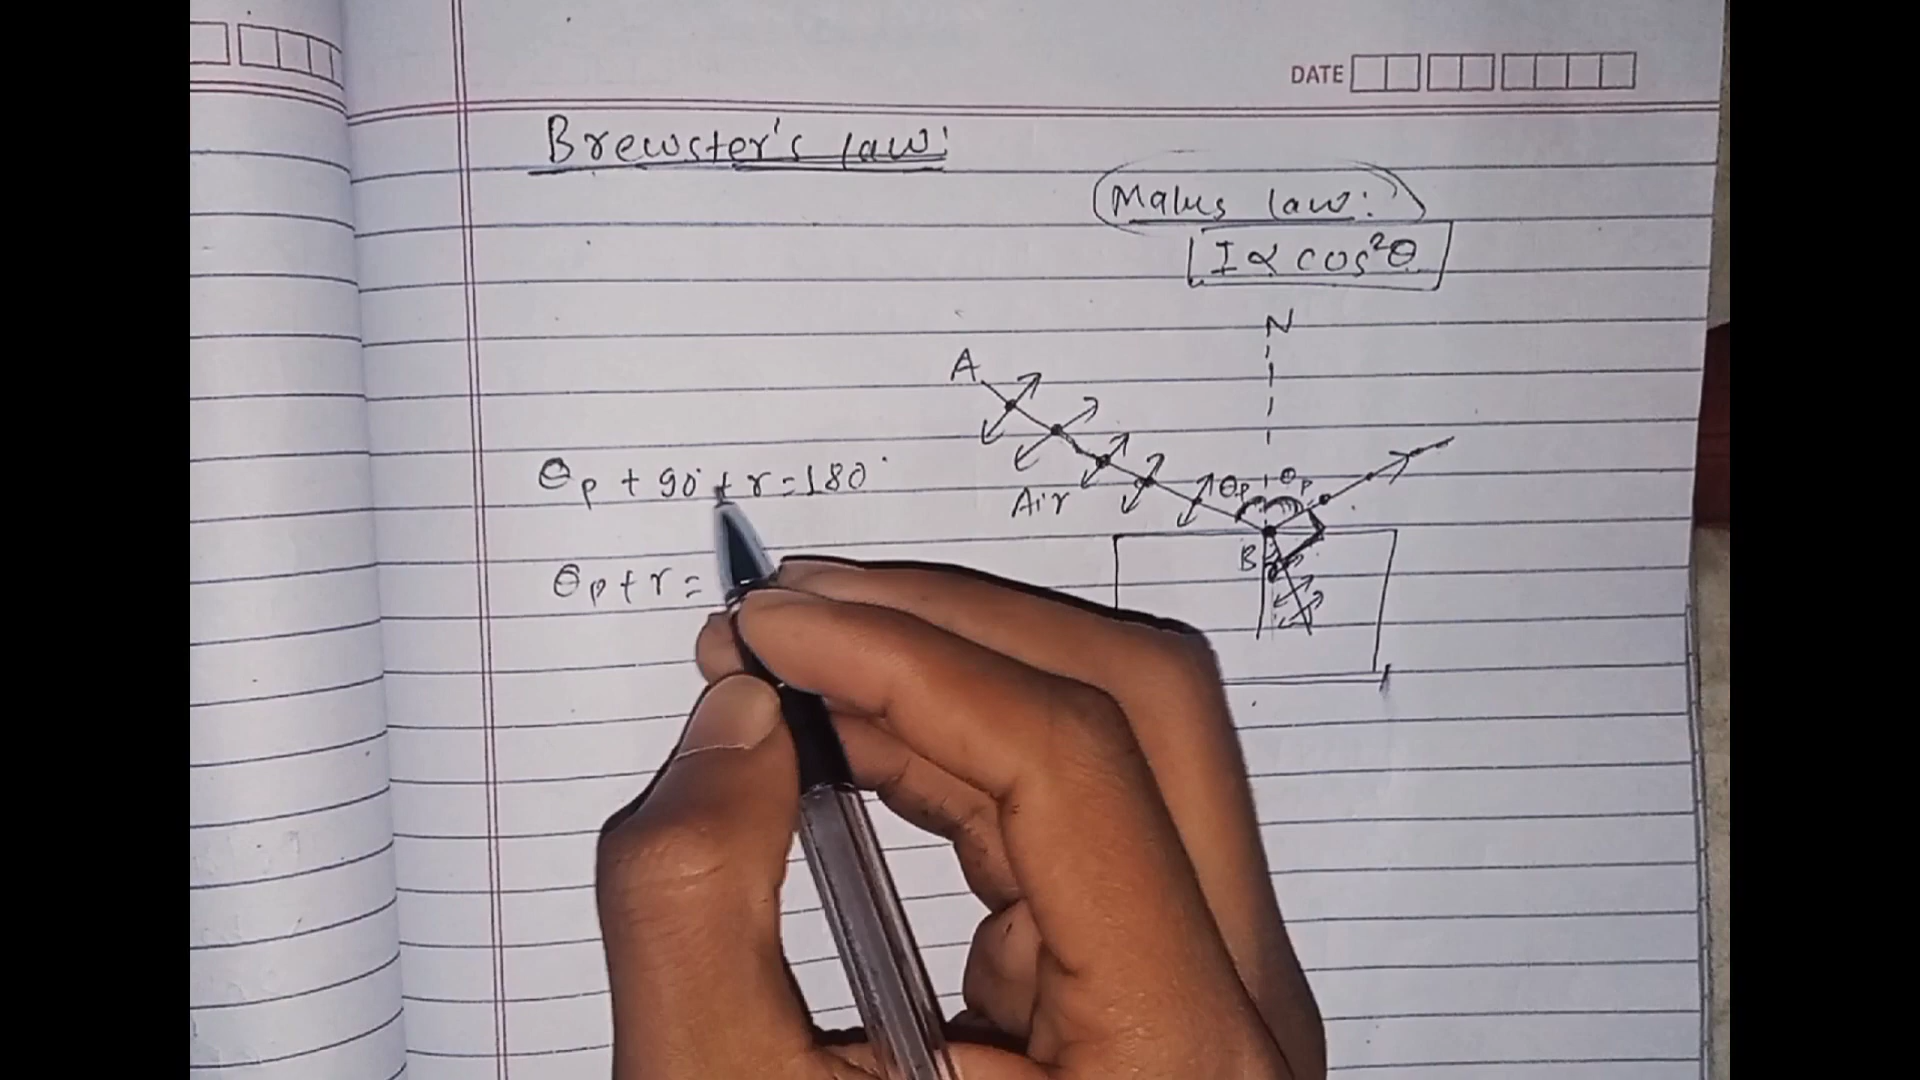 DATE
Brewster's law:
Malus law:
I ∝ cos²θ
N
A
θp + 90° + r = 180°
Air
θp θp
B
θp + r =